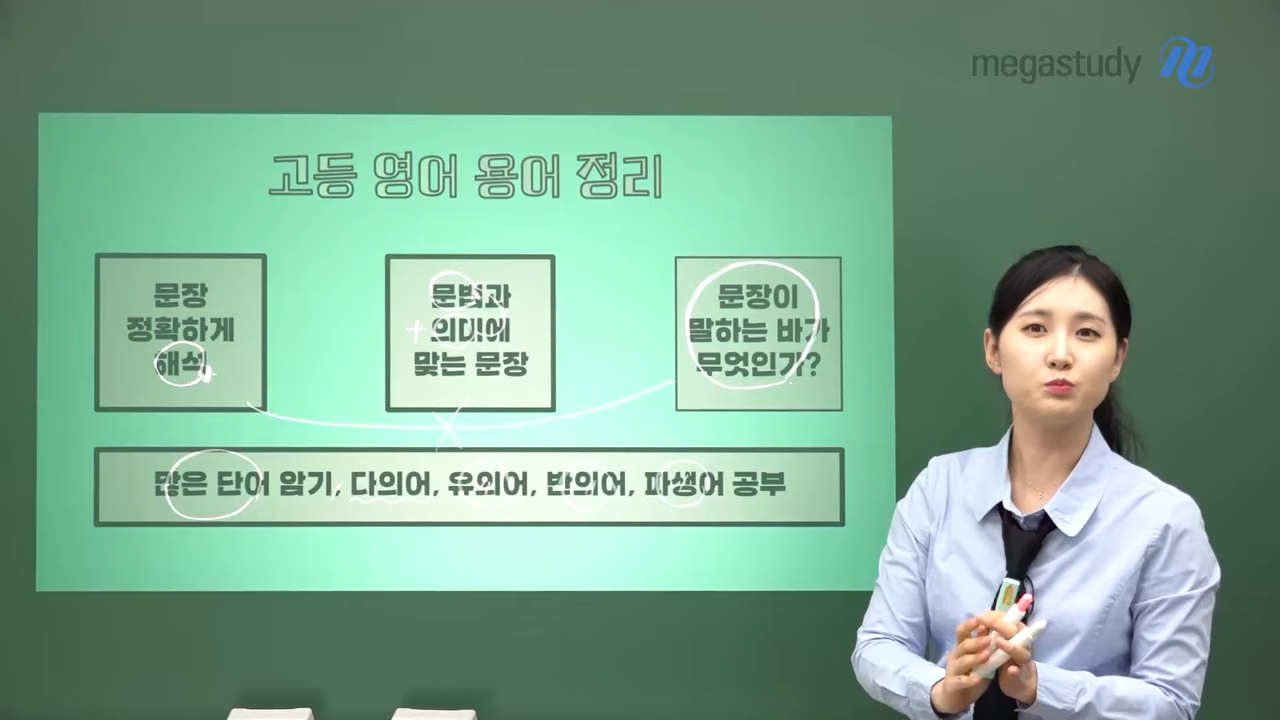 megastudy
고등 영어 용어 정리
문장
정확하게
해석
문법과
의미에
맞는 문장
문장이
말하는 바가
무엇인가?
많은 단어 암기, 다의어, 유의어, 반의어, 파생어 공부